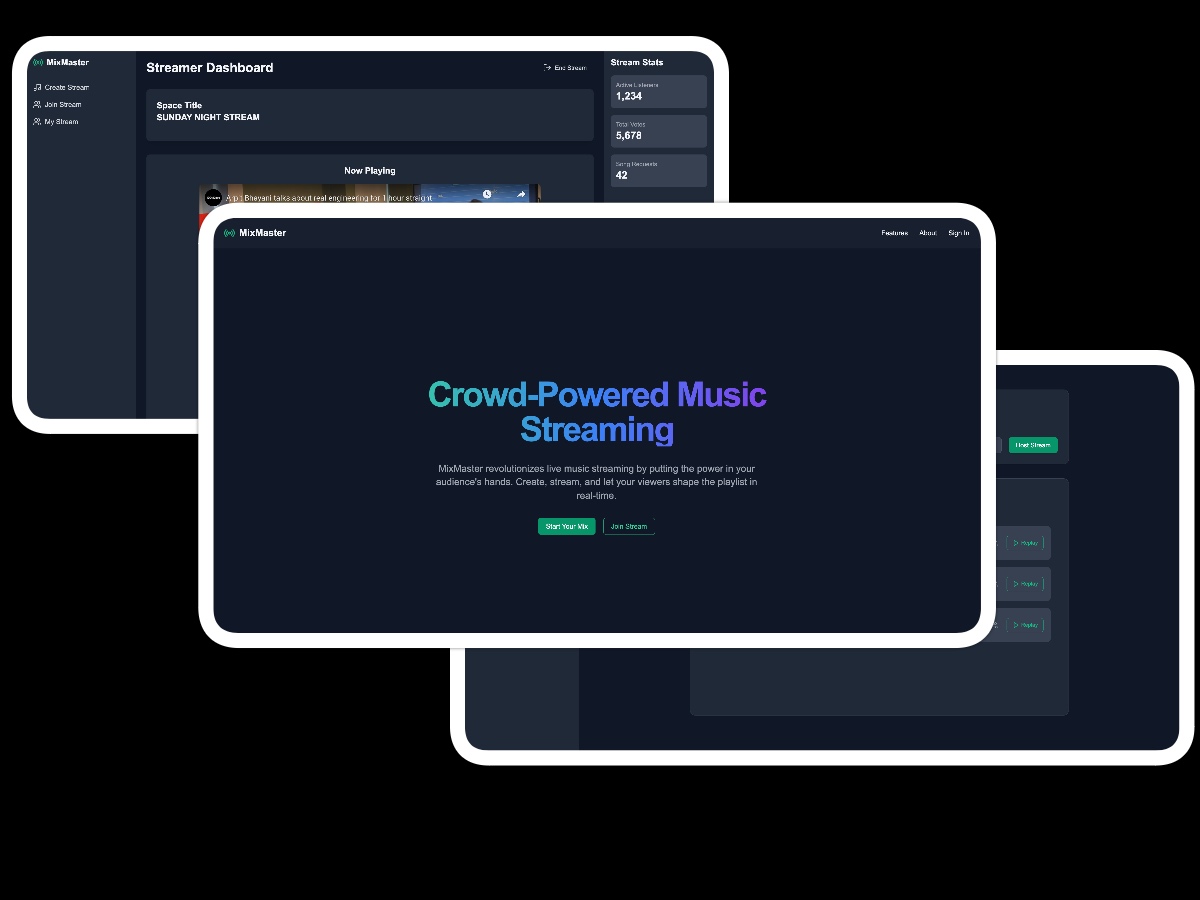 MixMaster
Create Stream
Join Stream
My Stream
Streamer Dashboard
End Stream
Space Title
SUNDAY NIGHT STREAM
Now Playing
Arpit Bhayani talks about real engineering for 1 hour straight
Stream Stats
Active Listeners
1,234
Total Votes
5,678
Song Requests
42
MixMaster
Features
About
Sign In
Crowd-Powered Music
Streaming
MixMaster revolutionizes live music streaming by putting the power in your
audience's hands. Create, stream, and let your viewers shape the playlist in
real-time.
Start Your Mix
Join Stream
Host Stream
Replay
Replay
Replay